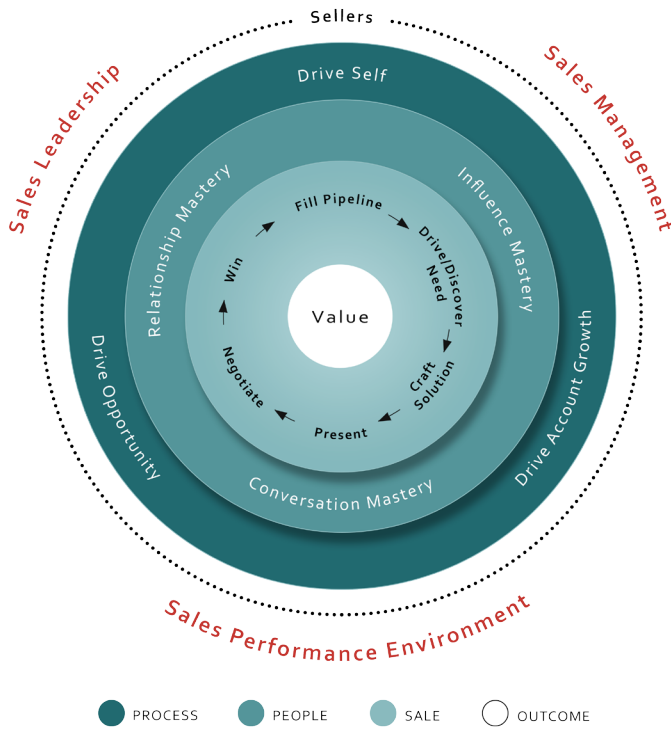 Sellers
Sales Leadership
Sales Management
Drive Self
Relationship Mastery
Influence Mastery
Fill Pipeline
Drive/Discover
Need
Win
Value
Craft
Solution
Negotiate
Present
Drive Opportunity
Drive Account Growth
Conversation Mastery
Sales Performance Environment
PROCESS
PEOPLE
SALE
OUTCOME